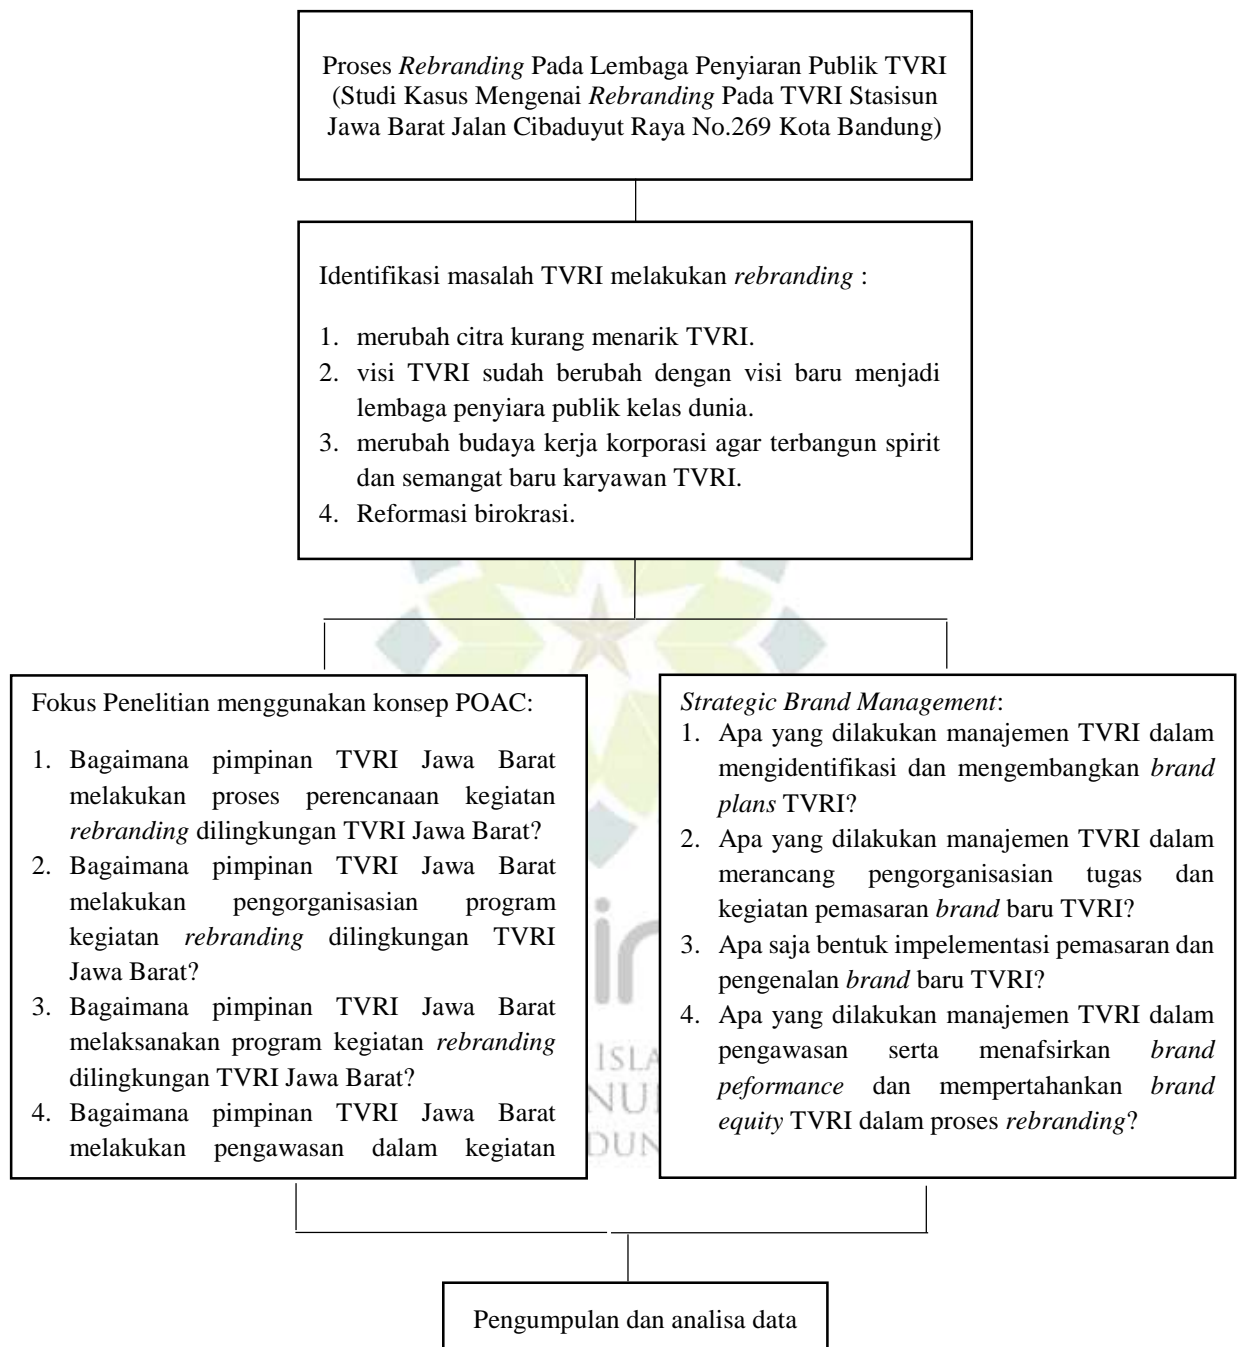 Proses Rebranding Pada Lembaga Penyiaran Publik TVRI
(Studi Kasus Mengenai Rebranding Pada TVRI Stasisun
Jawa Barat Jalan Cibaduyut Raya No.269 Kota Bandung)
Identifikasi masalah TVRI melakukan rebranding :
1. merubah citra kurang menarik TVRI.
2. visi TVRI sudah berubah dengan visi baru menjadi
lembaga penyiara publik kelas dunia.
3. merubah budaya kerja korporasi agar terbangun spirit
dan semangat baru karyawan TVRI.
4. Reformasi birokrasi.
Fokus Penelitian menggunakan konsep POAC:
1. Bagaimana pimpinan TVRI Jawa Barat
melakukan proses perencanaan kegiatan
rebranding dilingkungan TVRI Jawa Barat?
2. Bagaimana pimpinan TVRI Jawa Barat
melakukan pengorganisasian program
kegiatan rebranding dilingkungan TVRI
Jawa Barat?
3. Bagaimana pimpinan TVRI Jawa Barat
melaksanakan program kegiatan rebranding
dilingkungan TVRI Jawa Barat?
4. Bagaimana pimpinan TVRI Jawa Barat
melakukan pengawasan dalam kegiatan
Strategic Brand Management:
1. Apa yang dilakukan manajemen TVRI dalam
mengidentifikasi dan mengembangkan brand
plans TVRI?
2. Apa yang dilakukan manajemen TVRI dalam
merancang pengorganisasian tugas dan
kegiatan pemasaran brand baru TVRI?
3. Apa saja bentuk impelementasi pemasaran dan
pengenalan brand baru TVRI?
4. Apa yang dilakukan manajemen TVRI dalam
pengawasan serta menafsirkan brand
peformance dan mempertahankan brand
equity TVRI dalam proses rebranding?
Pengumpulan dan analisa data